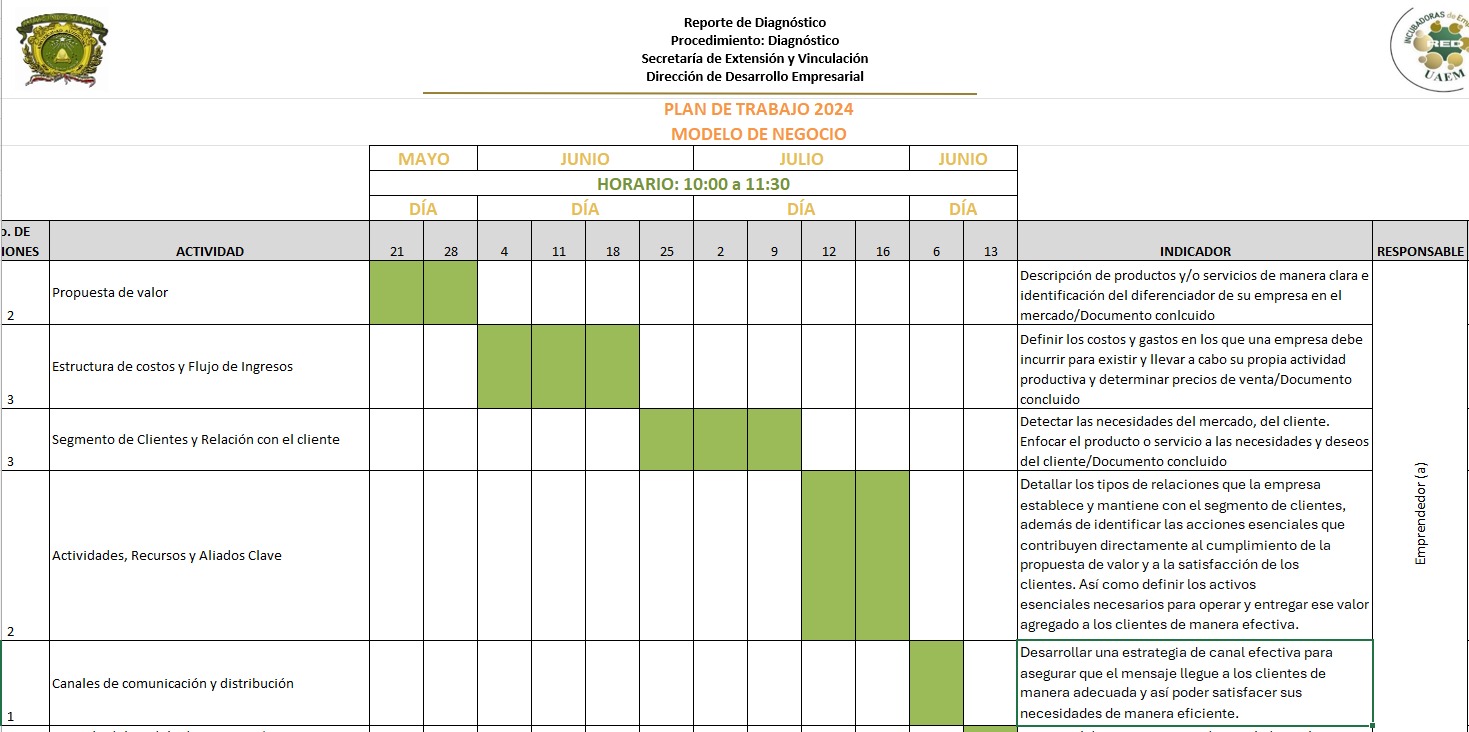 Reporte de Diagnóstico
Procedimiento: Diagnóstico
Secretaría de Extensión y Vinculación
Dirección de Desarrollo Empresarial
INCUBADORAS de Em
RED
UAEM
PLAN DE TRABAJO 2024
MODELO DE NEGOCIO
MAYO JUNIO JULIO JUNIO
HORARIO: 10:00 a 11:30
DÍA DÍA DÍA DÍA
o. DE
IONES ACTIVIDAD 21 28 4 11 18 25 2 9 12 16 6 13 INDICADOR RESPONSABLE
2 Propuesta de valor
Descripción de productos y/o servicios de manera clara e
identificación del diferenciador de su empresa en el
mercado/Documento conlcuido
3 Estructura de costos y Flujo de Ingresos
Definir los costos y gastos en los que una empresa debe
incurrir para existir y llevar a cabo su propia actividad
productiva y determinar precios de venta/Documento
concluido
3 Segmento de Clientes y Relación con el cliente
Detectar las necesidades del mercado, del cliente.
Enfocar el producto o servicio a las necesidades y deseos
del cliente/Documento concluido
2 Actividades, Recursos y Aliados Clave
Detallar los tipos de relaciones que la empresa
establece y mantiene con el segmento de clientes,
además de identificar las acciones esenciales que
contribuyen directamente al cumplimiento de la
propuesta de valor y a la satisfacción de los
clientes. Así como definir los activos
esenciales necesarios para operar y entregar ese valor
agregado a los clientes de manera efectiva.
1 Canales de comunicación y distribución
Desarrollar una estrategia de canal efectiva para
asegurar que el mensaje llegue a los clientes de
manera adecuada y así poder satisfacer sus
necesidades de manera eficiente.
Emprendedor (a)